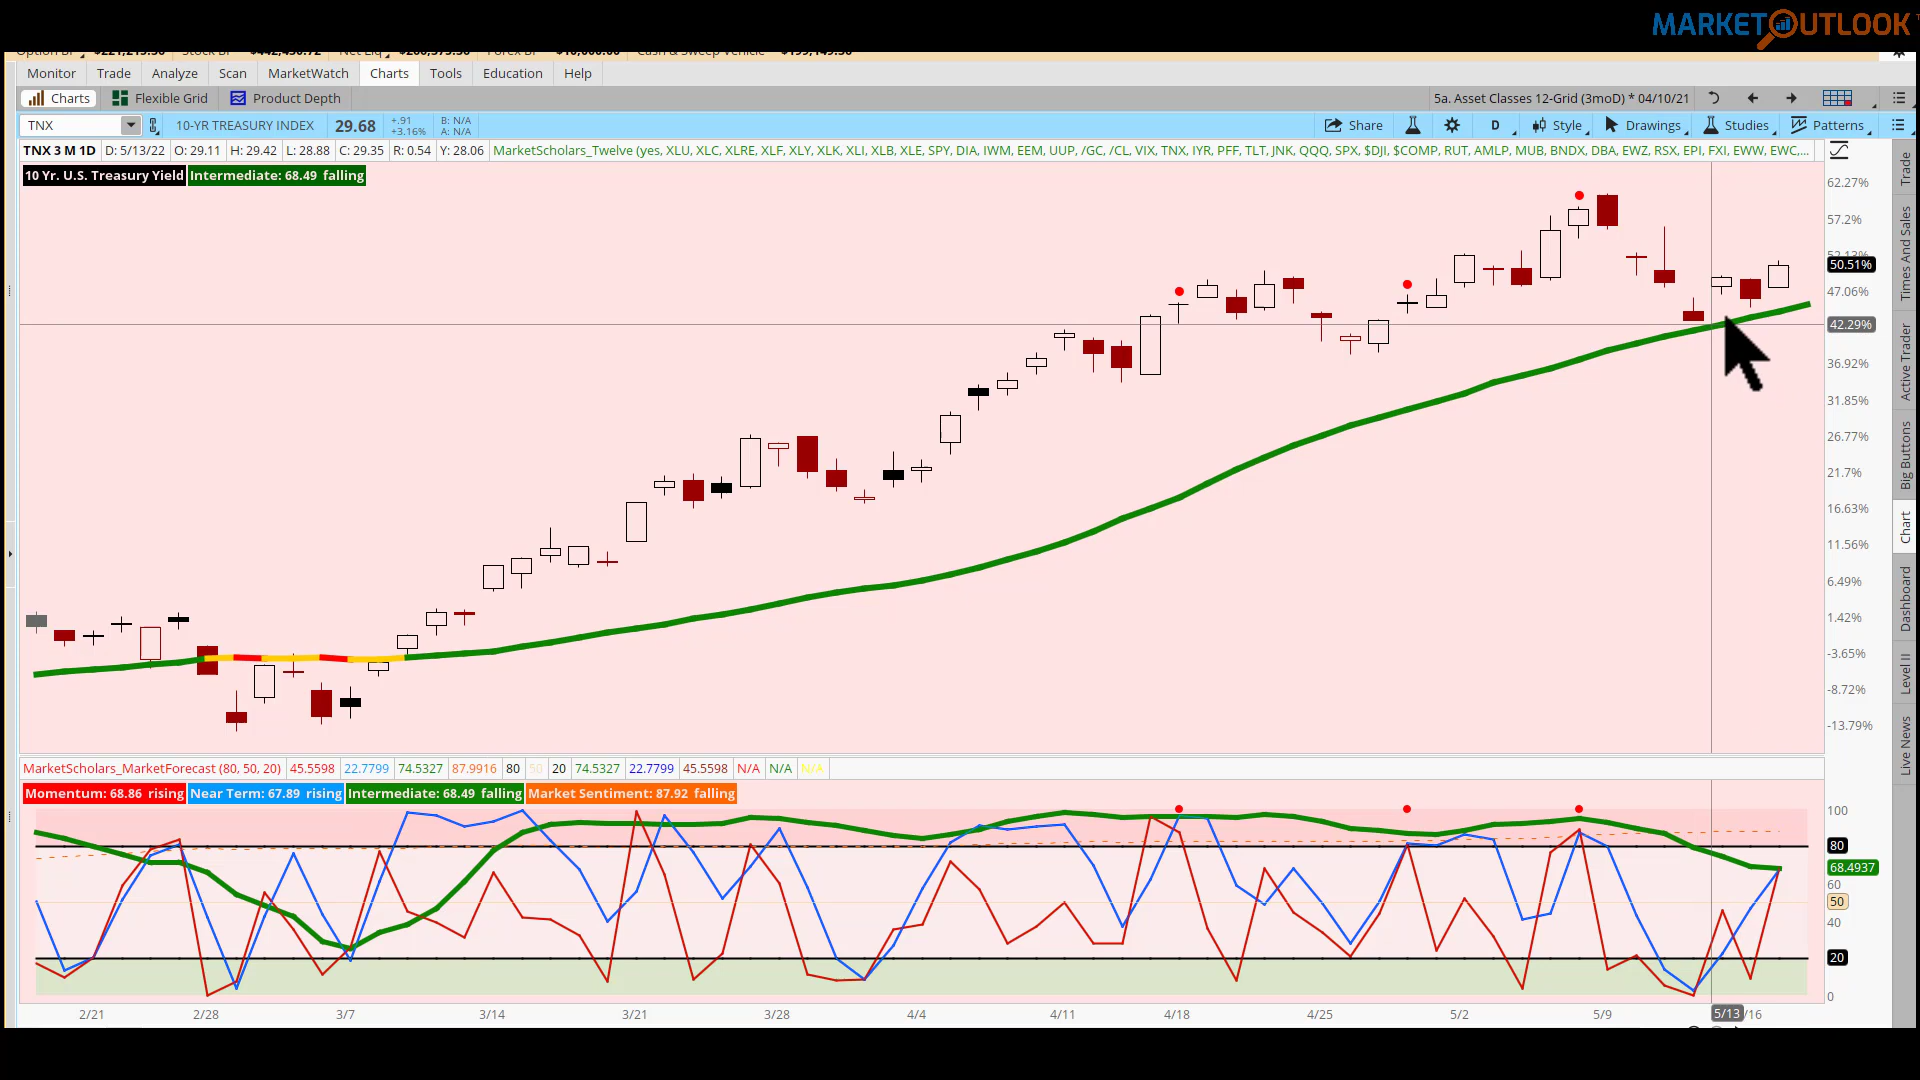 MARKETOUTLOOK
Monitor Trade Analyze Scan MarketWatch Charts Tools Education Help
Charts Flexible Grid Product Depth 5a. Asset Classes 12-Grid (3moD) * 04/10/21
TNX 10-YR TREASURY INDEX 29.68 +.91 +3.16% B: N/A A: N/A Share D Style Drawings Studies Patterns
TNX 3 M 1D D: 5/13/22 O: 29.11 H: 29.42 L: 28.88 C: 29.35 R: 0.54 Y: 28.06 MarketScholars_Twelve (yes, XLU, XLC, XLRE, XLF, XLY, XLK, XLI, XLB, XLE, SPY, DIA, IWM, EEM, UUP, /GC, /CL, VIX, TNX, IYR, PFF, TLT, JNK, QQQ, SPX, $DJI, $COMP, RUT, AMLP, MUB, BNDX, DBA, EWZ, RSX, EPI, FXI, EWW, EWC,...
10 Yr. U.S. Treasury Yield Intermediate: 68.49 falling
62.27%
57.2%
50.51%
47.06%
42.29%
36.92%
31.85%
26.77%
21.7%
16.63%
11.56%
6.49%
1.42%
-3.65%
-8.72%
-13.79%
MarketScholars_MarketForecast (80, 50, 20) 45.5598 22.7799 74.5327 87.9916 80 50 20 74.5327 22.7799 45.5598 N/A N/A N/A
Momentum: 68.86 rising Near Term: 67.89 rising Intermediate: 68.49 falling Market Sentiment: 87.92 falling
100
80
68.4937
60
50
40
20
0
2/21 2/28 3/7 3/14 3/21 3/28 4/4 4/11 4/18 4/25 5/2 5/9 5/13 /16
Trade
Times And Sales
Active Trader
Big Buttons
Chart
Dashboard
Level II
Live News